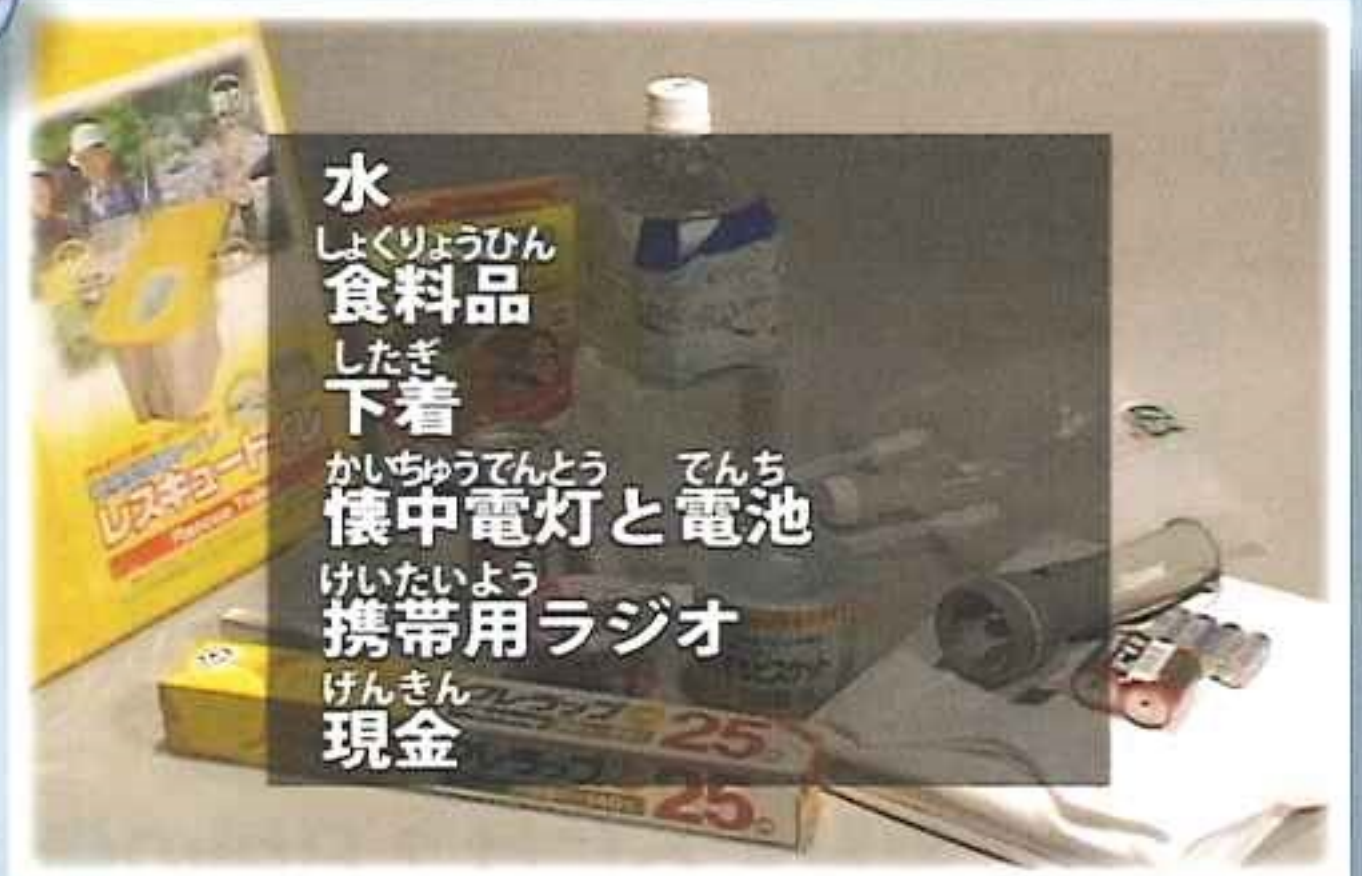 水
しょくりょうひん
食料品
したぎ
下着
かいちゅうでんとう でんち
懐中電灯と電池
けいたいよう
携帯用ラジオ
げんきん
現金
レスキュー
25
25